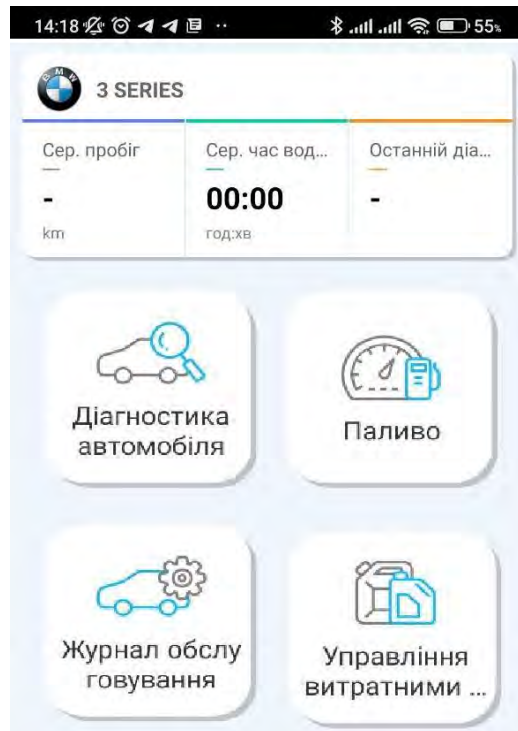 14:18 55%
BMW
3 SERIES
Сер. пробіг Сер. час вод... Останній діа...
- 00:00 -
km год:хв
Діагностика Паливо
автомобіля
Журнал обслу Управління
говування витратними ...